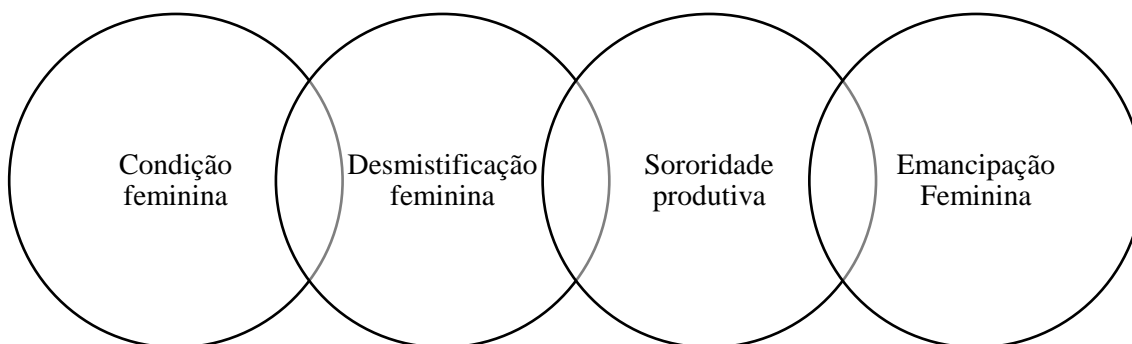 Condição
feminina
Desmistificação
feminina
Sororidade
produtiva
Emancipação
Feminina